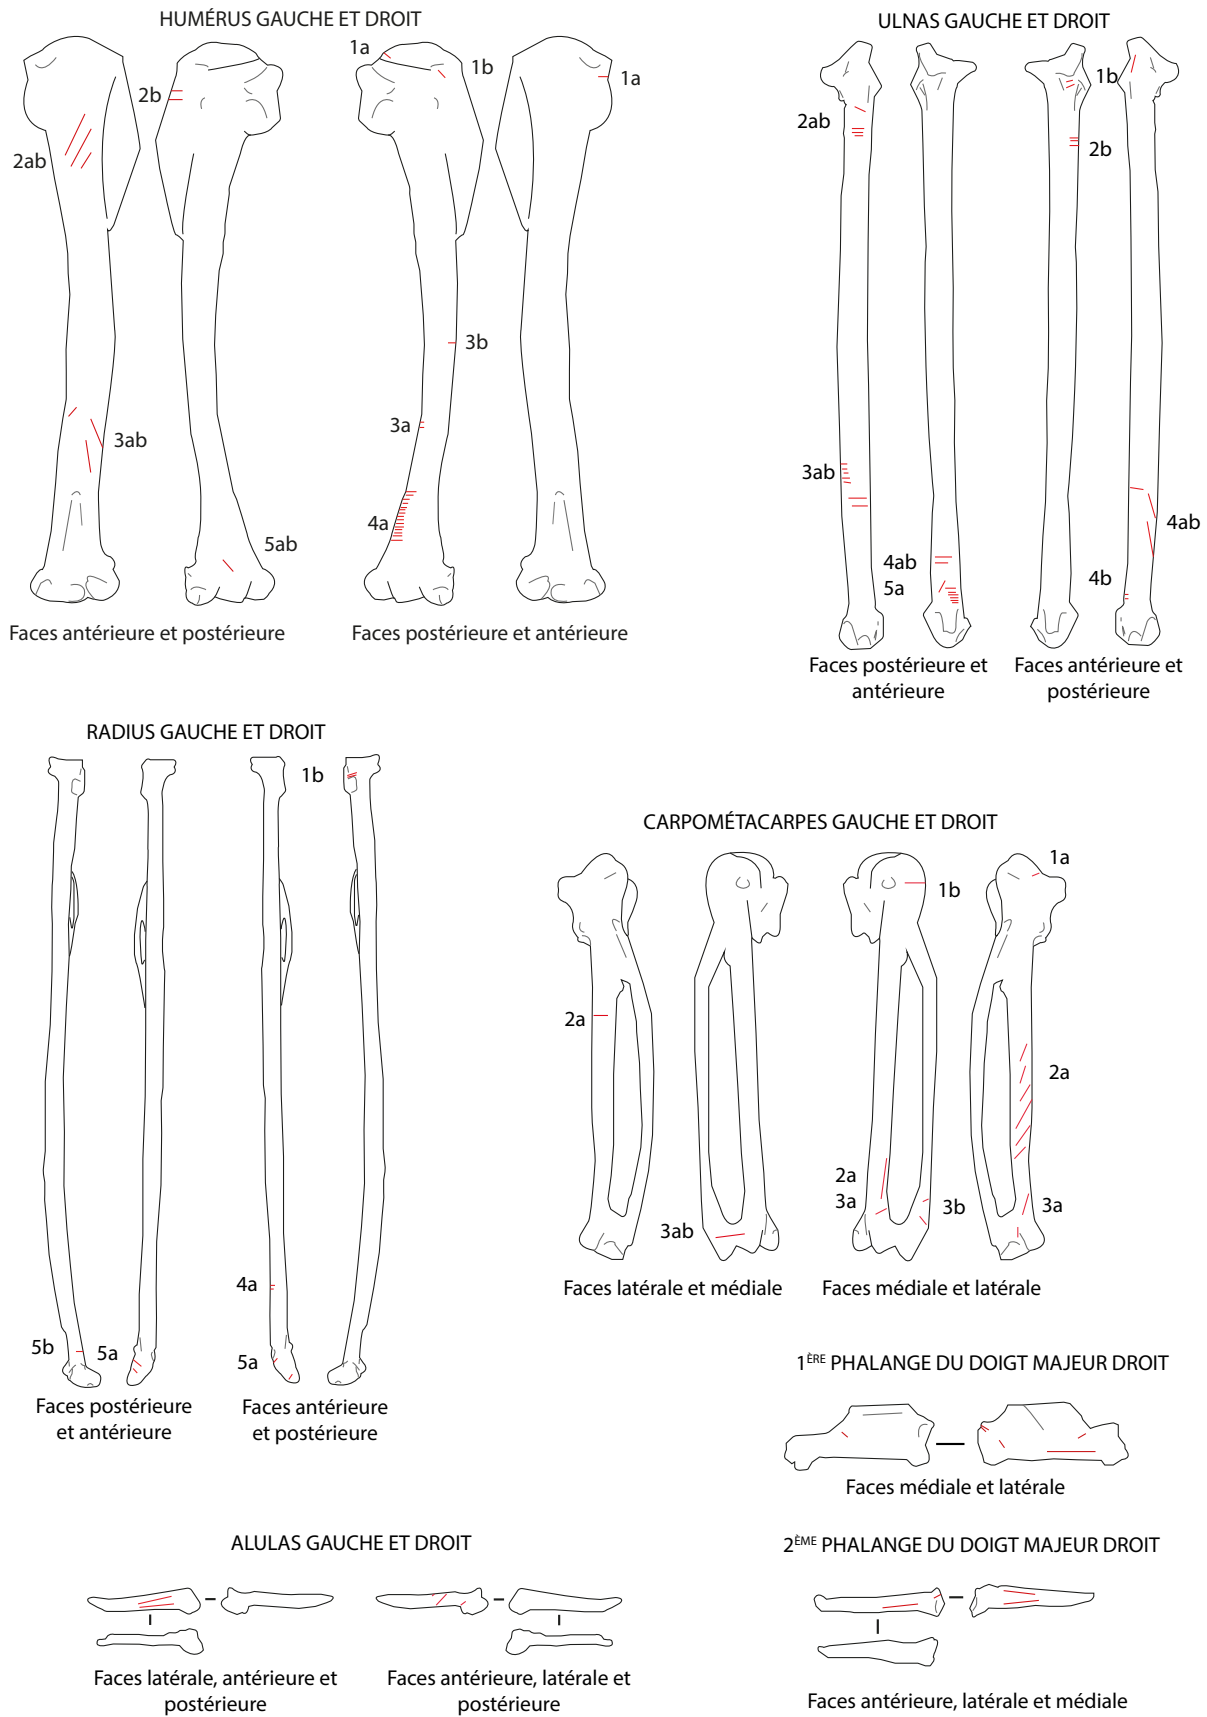 HUMÉRUS GAUCHE ET DROIT
1a
1b
1a
2b
2ab
3b
3a
3ab
4a
5ab
Faces antérieure et postérieure
Faces postérieure et antérieure
ULNAS GAUCHE ET DROIT
1b
2ab
2b
3ab
4ab
4ab
5a
4b
Faces postérieure et
antérieure
Faces antérieure et
postérieure
RADIUS GAUCHE ET DROIT
1b
4a
5b
5a
5a
Faces postérieure
et antérieure
Faces antérieure
et postérieure
CARPOMÉTACARPES GAUCHE ET DROIT
1a
1b
2a
2a
2a
3a
3b
3a
3ab
Faces latérale et médiale
Faces médiale et latérale
1ÈRE PHALANGE DU DOIGT MAJEUR DROIT
Faces médiale et latérale
ALULAS GAUCHE ET DROIT
Faces latérale, antérieure et
postérieure
Faces antérieure, latérale et
postérieure
2ÈME PHALANGE DU DOIGT MAJEUR DROIT
Faces antérieure, latérale et médiale